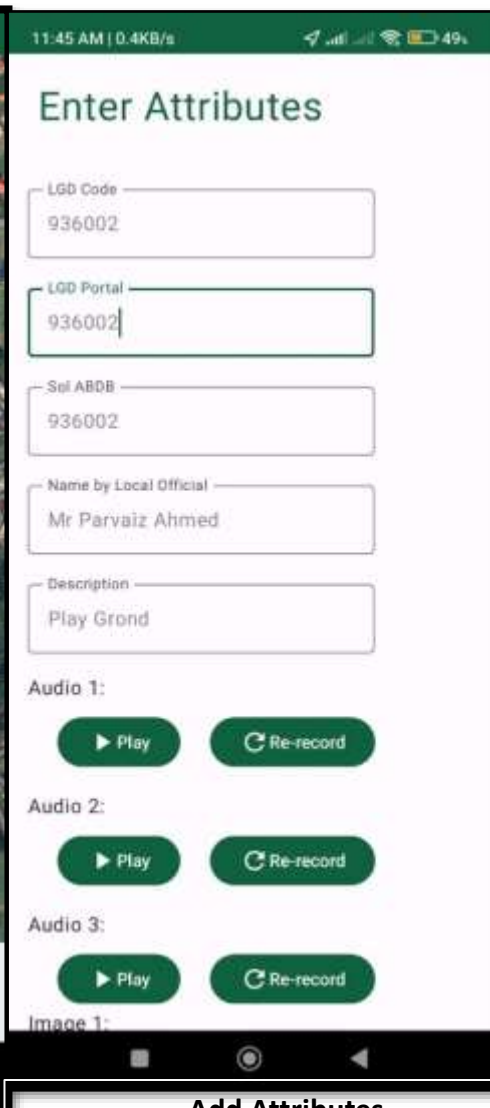 11:45 AM | 0.4KB/s 49%
Enter Attributes
LGD Code
936002
LGD Portal
936002
SoI ABDB
936002
Name by Local Official
Mr Parvaiz Ahmed
Description
Play Grond
Audio 1:
Play Re-record
Audio 2:
Play Re-record
Audio 3:
Play Re-record
Image 1:
Add Attributes